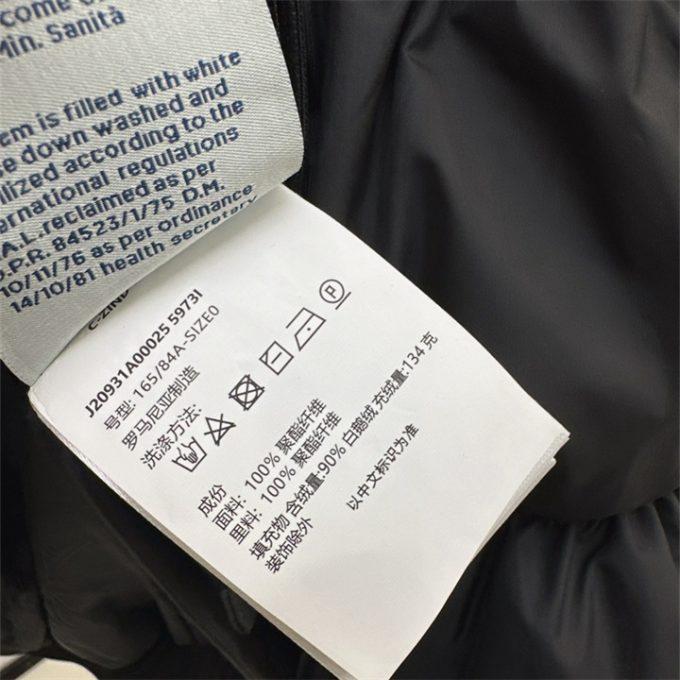 come
Min. Sanità
em is filled with white
se down washed and
ilized according to the
ernational regulations
A.L. reclaimed as per
D.P.R. 84523/1/75 D.M.
10/11/76 as per ordinance
14/10/81 health secretary
J20931A00025 5973I
号型: 165/84A-SIZE0
罗马尼亚制造
洗涤方法:
P
成份
面料: 100% 聚酯纤维
里料: 100% 聚酯纤维
填充物 含绒量:90% 白鹅绒 充绒量:134 克
装饰除外
以中文标识为准